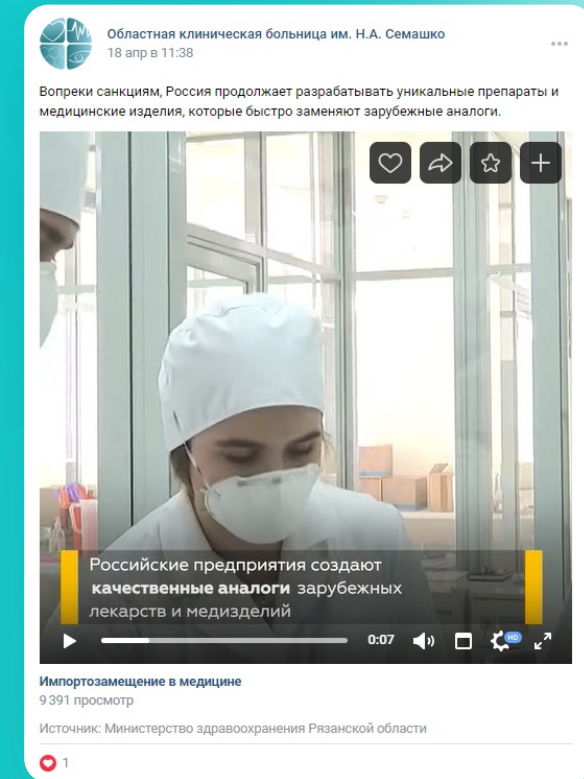 Областная клиническая больница им. Н.А. Семашко
18 апр в 11:38
Вопреки санкциям, Россия продолжает разрабатывать уникальные препараты и
медицинские изделия, которые быстро заменяют зарубежные аналоги.
Российские предприятия создают
качественные аналоги зарубежных
лекарств и медизделий
0:07
HD
Импортозамещение в медицине
9 391 просмотр
Источник: Министерство здравоохранения Рязанской области
1